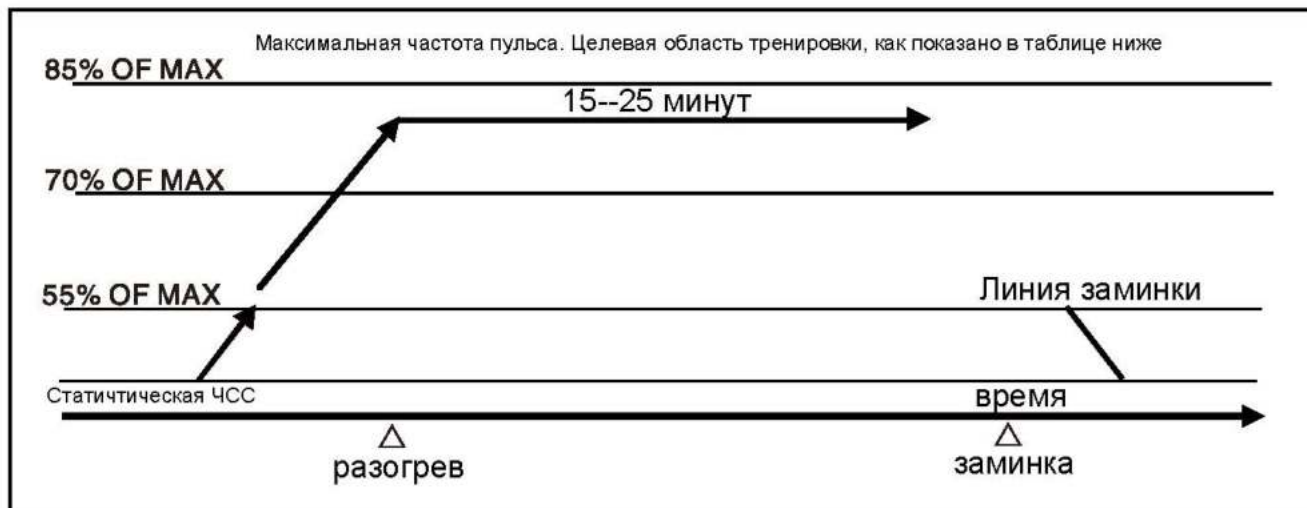 Максимальная частота пульса. Целевая область тренировки, как показано в таблице ниже
85% OF MAX
15--25 минут
70% OF MAX
55% OF MAX
Линия заминки
Статичтическая ЧСС
время
разогрев
заминка